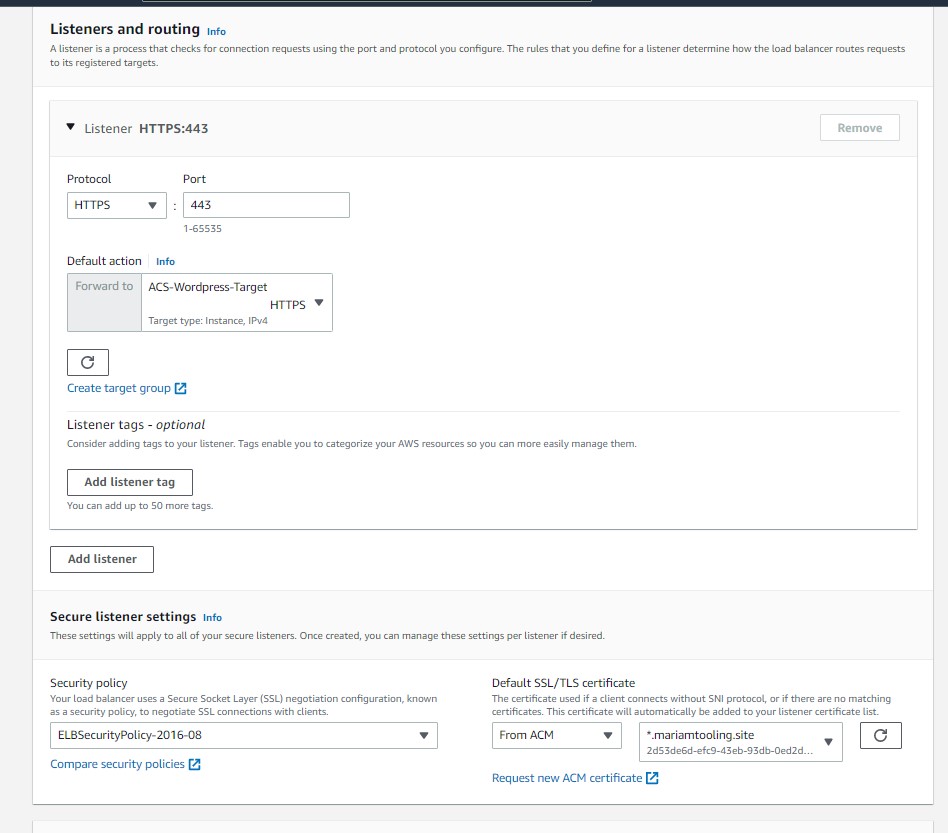 Listeners and routing Info
A listener is a process that checks for connection requests using the port and protocol you configure. The rules that you define for a listener determine how the load balancer routes requests
to its registered targets.
Listener HTTPS:443
Remove
Protocol
Port
HTTPS
:
443
1-65535
Default action Info
Forward to
ACS-Wordpress-Target
HTTPS
Target type: Instance, IPv4
Create target group
Listener tags - optional
Consider adding tags to your listener. Tags enable you to categorize your AWS resources so you can more easily manage them.
Add listener tag
You can add up to 50 more tags.
Add listener
Secure listener settings Info
These settings will apply to all of your secure listeners. Once created, you can manage these settings per listener if desired.
Security policy
Your load balancer uses a Secure Socket Layer (SSL) negotiation configuration, known
as a security policy, to negotiate SSL connections with clients.
ELBSecurityPolicy-2016-08
Compare security policies
Default SSL/TLS certificate
The certificate used if a client connects without SNI protocol, or if there are no matching
certificates. This certificate will automatically be added to your listener certificate list.
From ACM
*.mariamtooling.site
2d53de6d-efc9-43eb-93db-0ed2d...
Request new ACM certificate